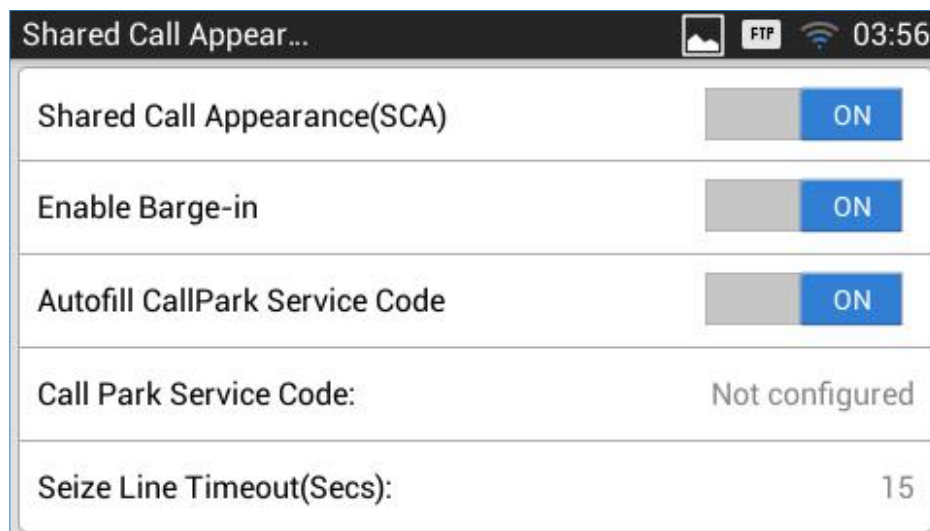 Shared Call Appear...
FTP
03:56
Shared Call Appearance(SCA)
ON
Enable Barge-in
ON
Autofill CallPark Service Code
ON
Call Park Service Code:
Not configured
Seize Line Timeout(Secs):
15